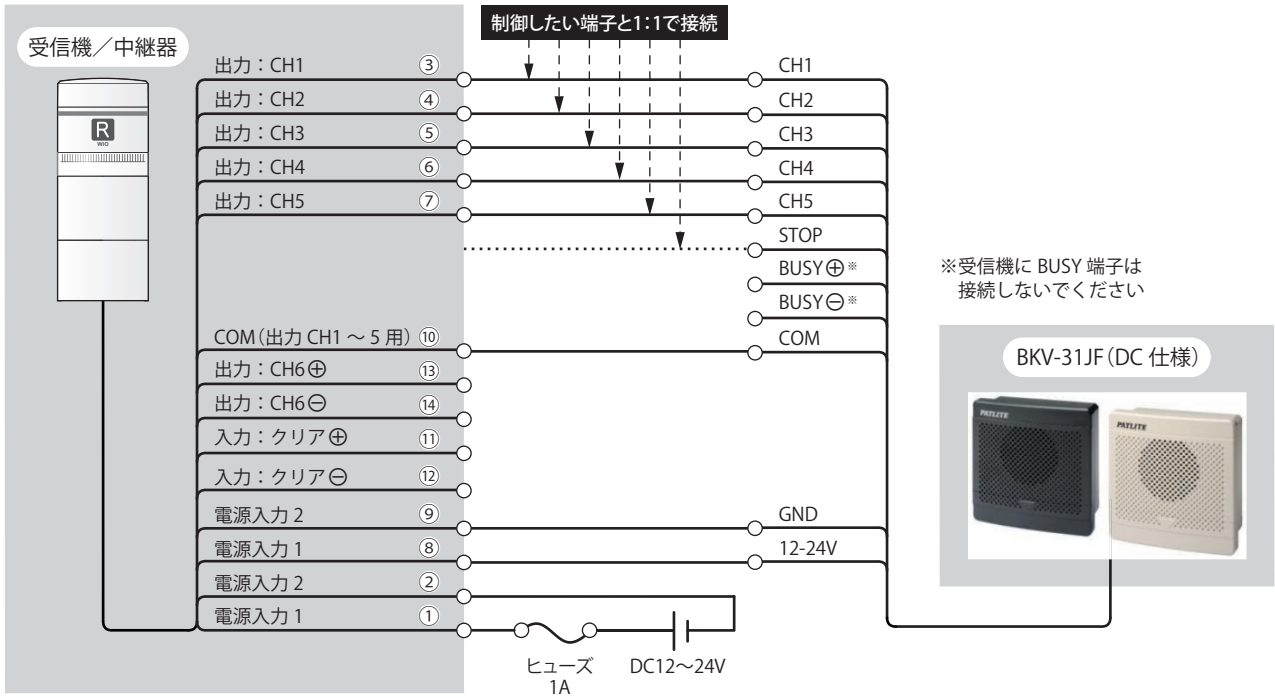 制御したい端子と1:1で接続
受信機／中継器
R
WIO
出力：CH1 ③ CH1
出力：CH2 ④ CH2
出力：CH3 ⑤ CH3
出力：CH4 ⑥ CH4
出力：CH5 ⑦ CH5
STOP
BUSY⊕※
BUSY⊖※
※受信機に BUSY 端子は
接続しないでください
COM（出力 CH1 ～ 5 用） ⑩ COM
出力：CH6⊕ ⑬
出力：CH6⊖ ⑭
入力：クリア⊕ ⑪
入力：クリア⊖ ⑫
電源入力 2 ⑨ GND
電源入力 1 ⑧ 12-24V
電源入力 2 ②
電源入力 1 ①
ヒューズ
1A
DC12～24V
BKV-31JF（DC 仕様）
PATLITE
PATLITE